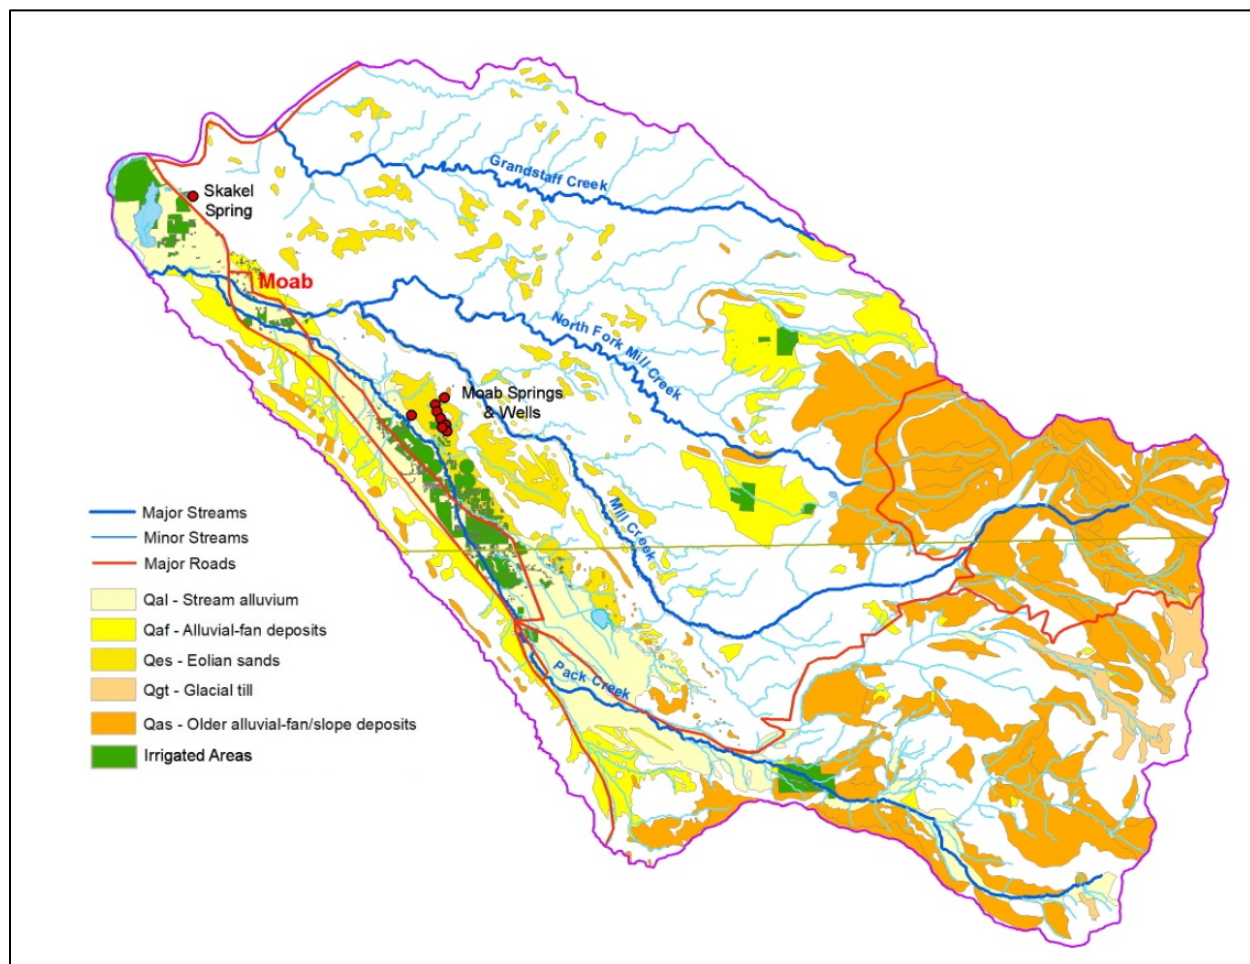 Grandstaff Creek
Skakel
Spring
Moab
North Fork Mill Creek
Moab Springs
& Wells
Mill Creek
Pack Creek
Major Streams
Minor Streams
Major Roads
Qal - Stream alluvium
Qaf - Alluvial-fan deposits
Qes - Eolian sands
Qgt - Glacial till
Qas - Older alluvial-fan/slope deposits
Irrigated Areas